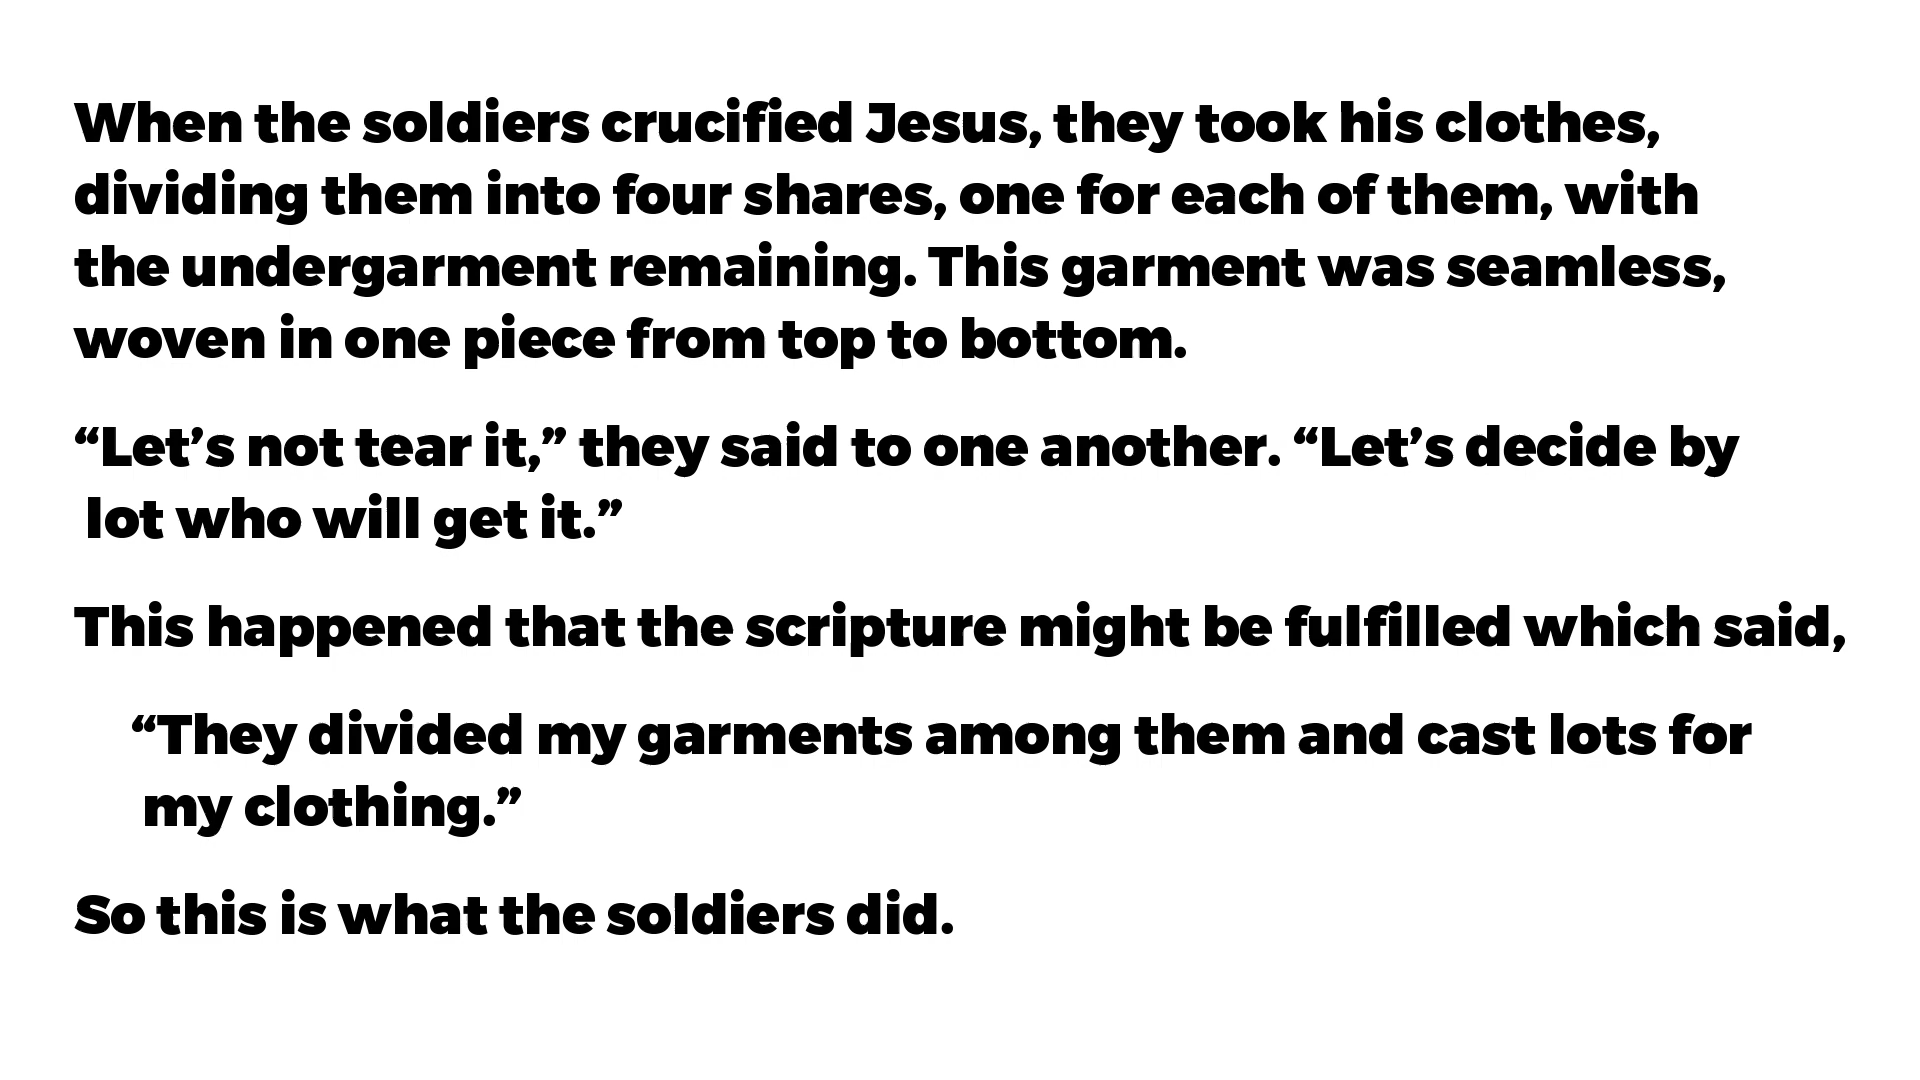 When the soldiers crucified Jesus, they took his clothes,
dividing them into four shares, one for each of them, with
the undergarment remaining. This garment was seamless,
woven in one piece from top to bottom.
“Let’s not tear it,” they said to one another. “Let’s decide by
lot who will get it.”
This happened that the scripture might be fulfilled which said,
“They divided my garments among them and cast lots for
my clothing.”
So this is what the soldiers did.